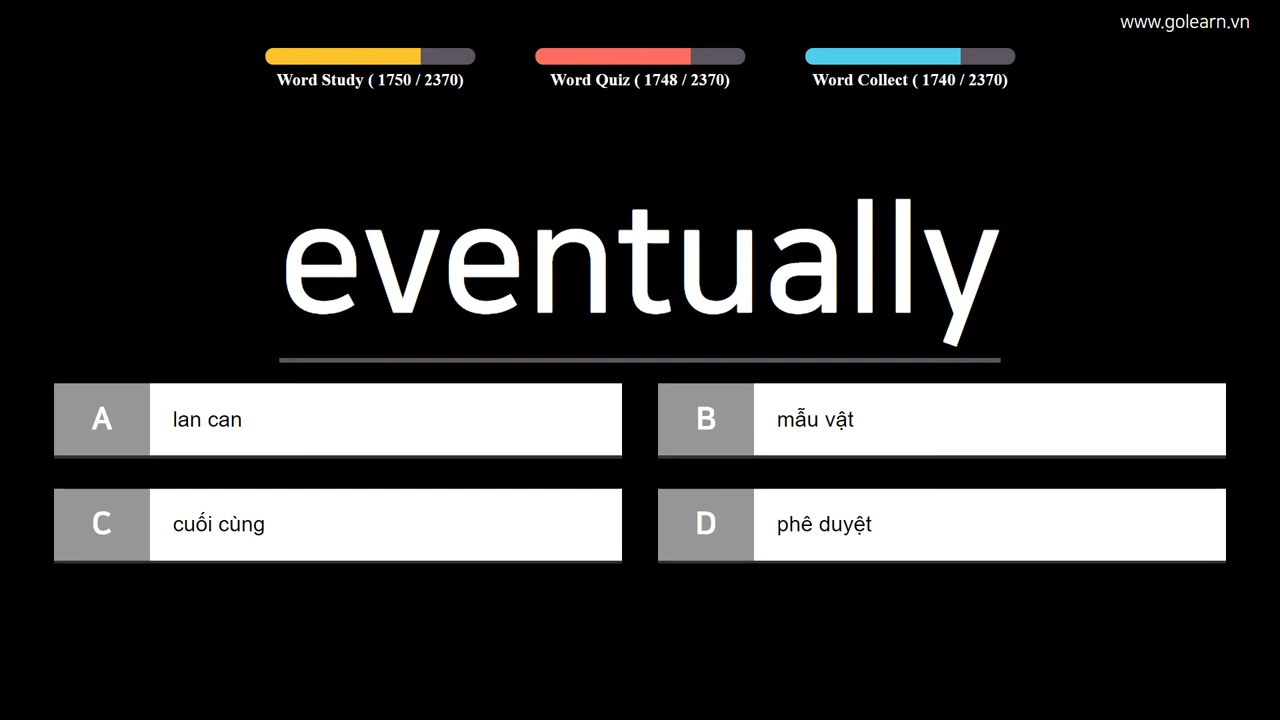 www.golearn.vn
Word Study ( 1750 / 2370)
Word Quiz ( 1748 / 2370)
Word Collect ( 1740 / 2370)
eventually
A lan can
B mẫu vật
C cuối cùng
D phê duyệt